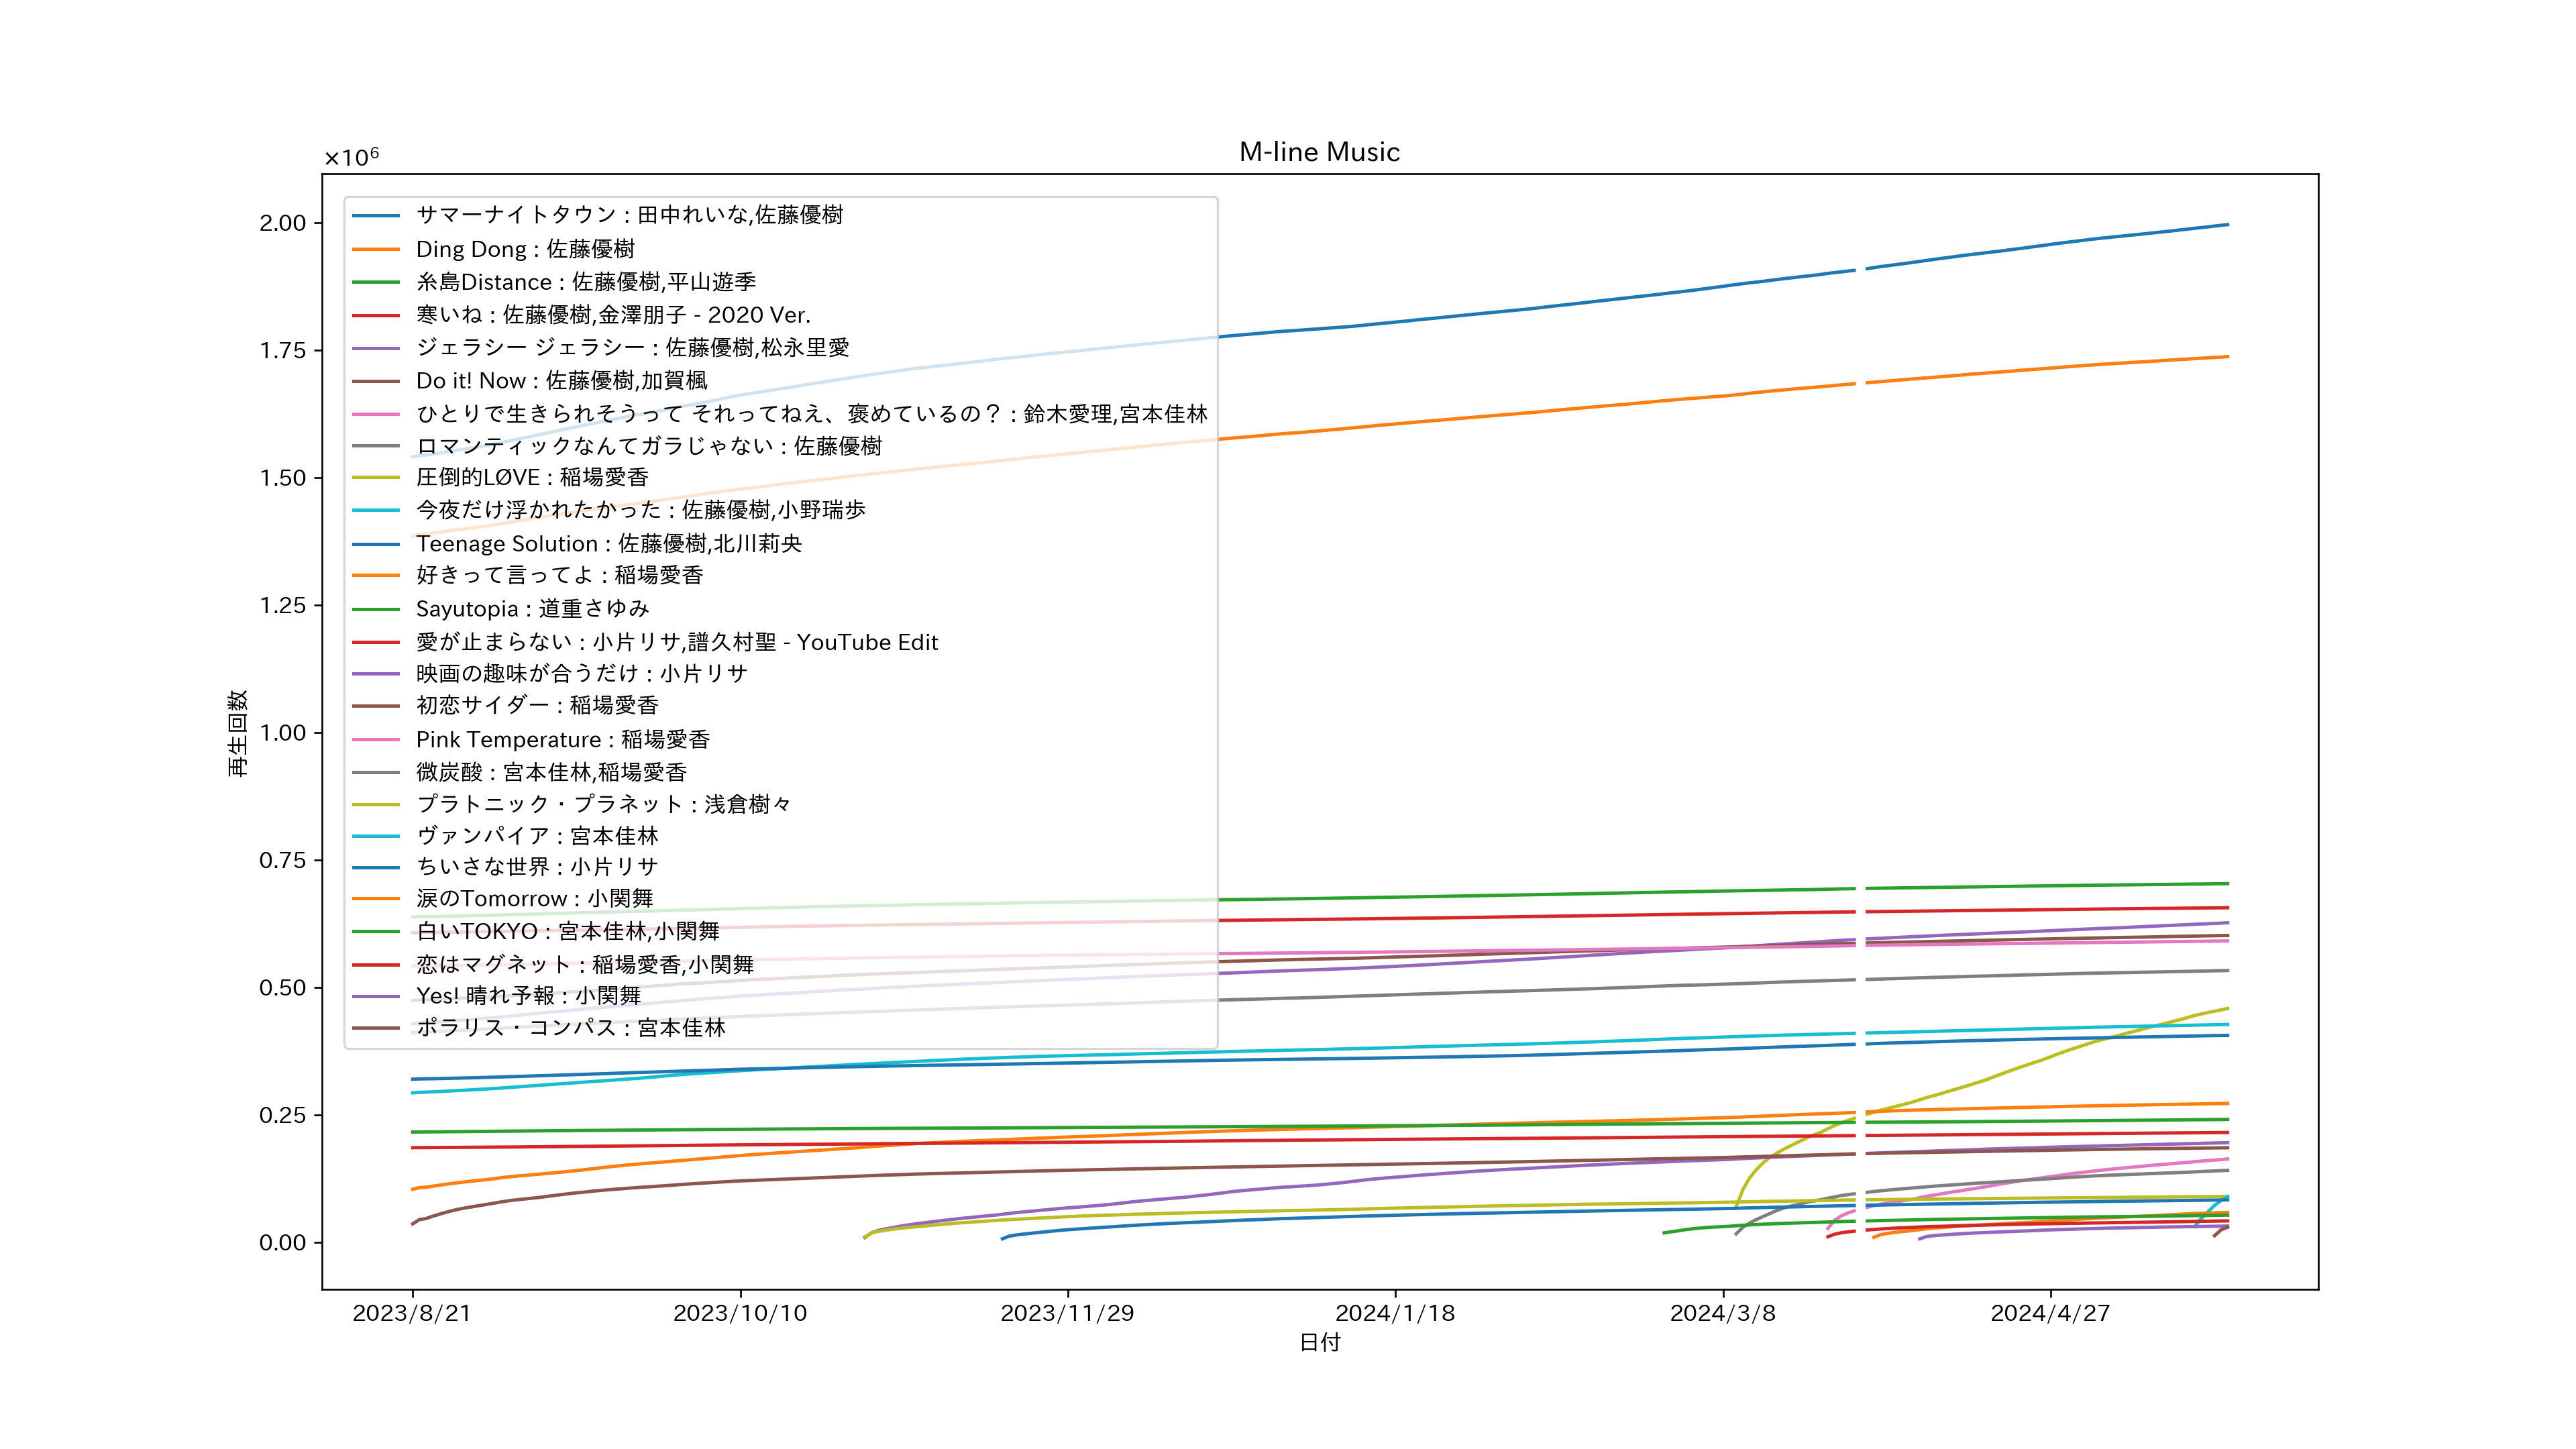 M-line Music
×10⁶
2.00
1.75
1.50
1.25
1.00
0.75
0.50
0.25
0.00
再生回数
サマーナイトタウン : 田中れいな,佐藤優樹
Ding Dong : 佐藤優樹
糸島Distance : 佐藤優樹,平山遊季
寒いね : 佐藤優樹,金澤朋子 - 2020 Ver.
ジェラシー ジェラシー : 佐藤優樹,松永里愛
Do it! Now : 佐藤優樹,加賀楓
ひとりで生きられそうって それってねえ、褒めているの？ : 鈴木愛理,宮本佳林
ロマンティックなんてガラじゃない : 佐藤優樹
圧倒的LØVE : 稲場愛香
今夜だけ浮かれたかった : 佐藤優樹,小野瑞歩
Teenage Solution : 佐藤優樹,北川莉央
好きって言ってよ : 稲場愛香
Sayutopia : 道重さゆみ
愛が止まらない : 小片リサ,譜久村聖 - YouTube Edit
映画の趣味が合うだけ : 小片リサ
初恋サイダー : 稲場愛香
Pink Temperature : 稲場愛香
微炭酸 : 宮本佳林,稲場愛香
プラトニック・プラネット : 浅倉樹々
ヴァンパイア : 宮本佳林
ちいさな世界 : 小片リサ
涙のTomorrow : 小関舞
白いTOKYO : 宮本佳林,小関舞
恋はマグネット : 稲場愛香,小関舞
Yes! 晴れ予報 : 小関舞
ポラリス・コンパス : 宮本佳林
2023/8/21
2023/10/10
2023/11/29
2024/1/18
2024/3/8
2024/4/27
日付